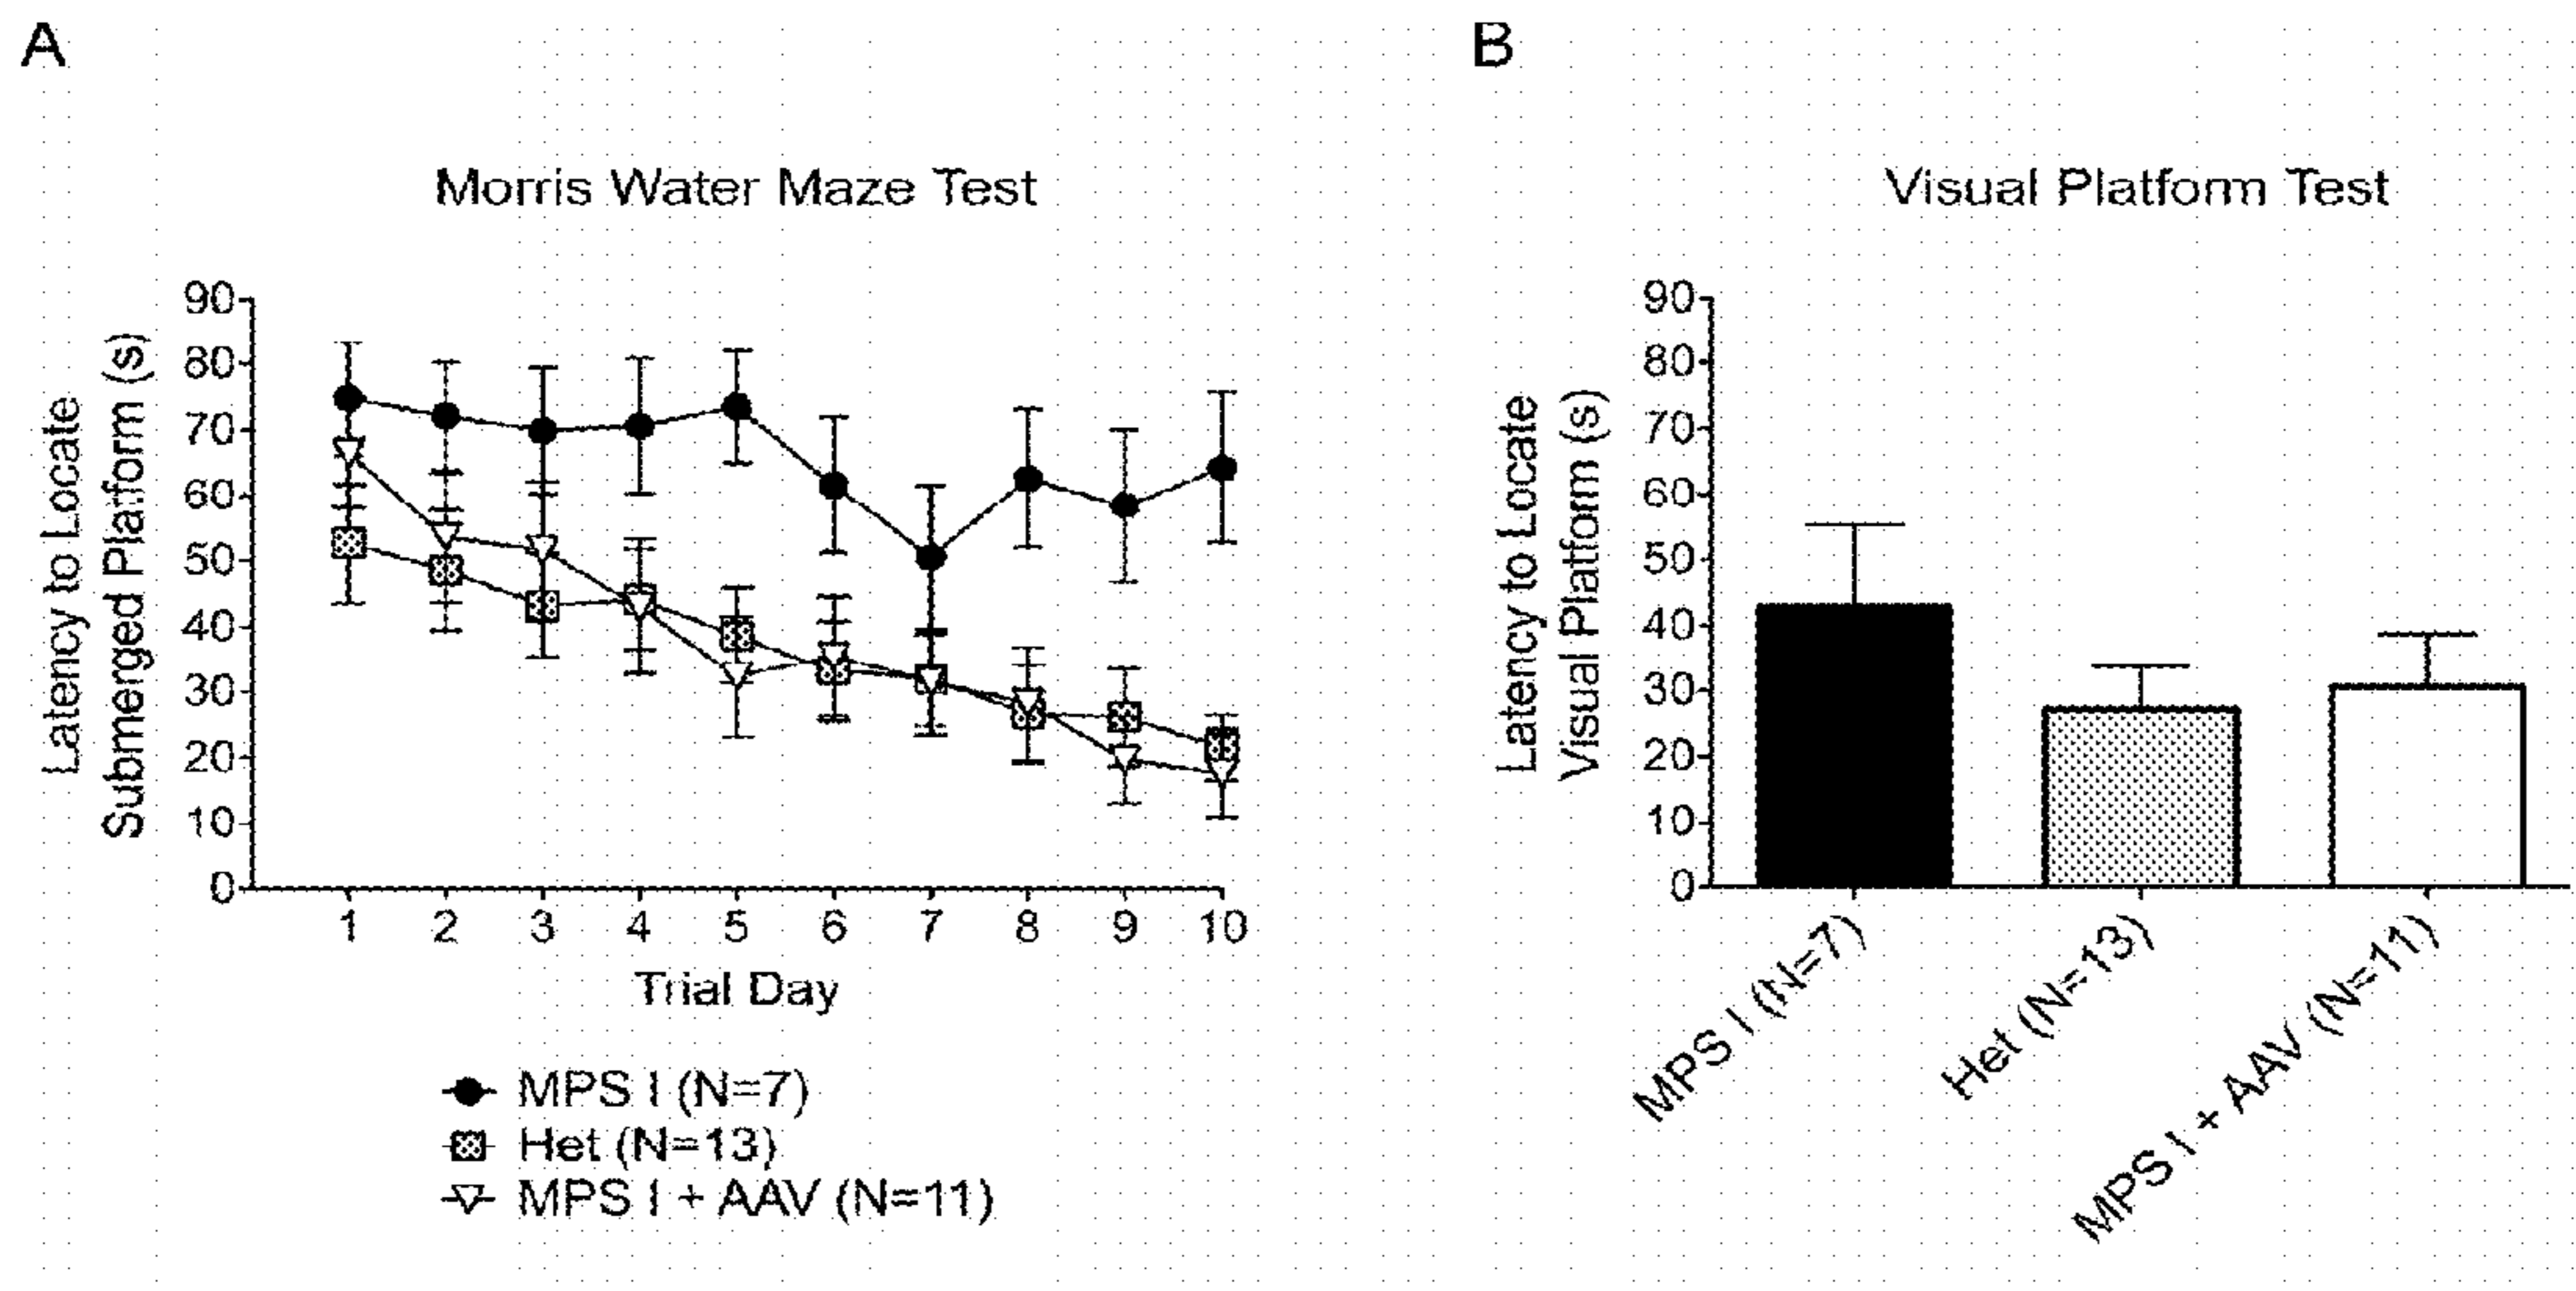 A
Morris Water Maze Test
Latency to Locate
Submerged Platform (s)
90
80
70
60
50
40
30
20
10
0
1 2 3 4 5 6 7 8 9 10
Trial Day
MPS I (N=7)
Het (N=13)
MPS I + AAV (N=11)
B
Visual Platform Test
Latency to Locate
Visual Platform (s)
90
80
70
60
50
40
30
20
10
0
MPS I (N=7)
Het (N=13)
MPS I + AAV (N=11)